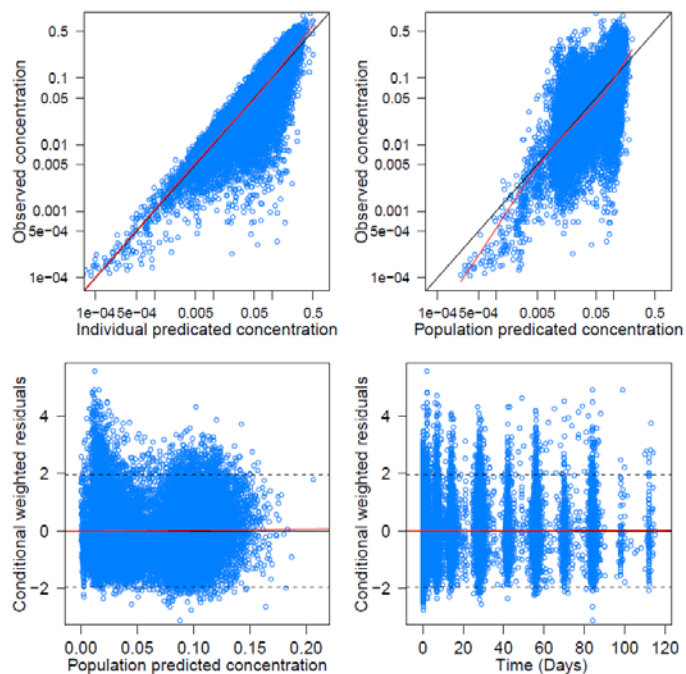 0.5
0.1
0.05
0.01
0.005
0.001
5e−04
1e−04
Observed concentration
1e−04 5e−04 0.005 0.05 0.5
Individual predicated concentration
0.5
0.1
0.05
0.01
0.005
0.001
5e−04
1e−04
Observed concentration
1e−04 5e−04 0.005 0.05 0.5
Population predicated concentration
4
2
0
−2
Conditional weighted residuals
0.00 0.05 0.10 0.15 0.20
Population predicted concentration
4
2
0
−2
Conditional weighted residuals
0 20 40 60 80 100 120
Time (Days)